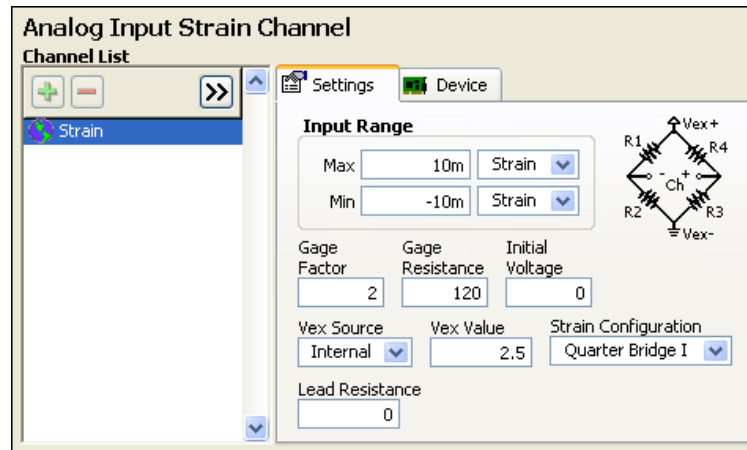 Analog Input Strain Channel
Channel List
>>
Strain
Settings
Device
Input Range
Max 10m Strain
Min -10m Strain
Vex+
R1
R4
- Ch +
R2
R3
Vex-
Gage Factor
2
Gage Resistance
120
Initial Voltage
0
Vex Source
Internal
Vex Value
2.5
Strain Configuration
Quarter Bridge I
Lead Resistance
0